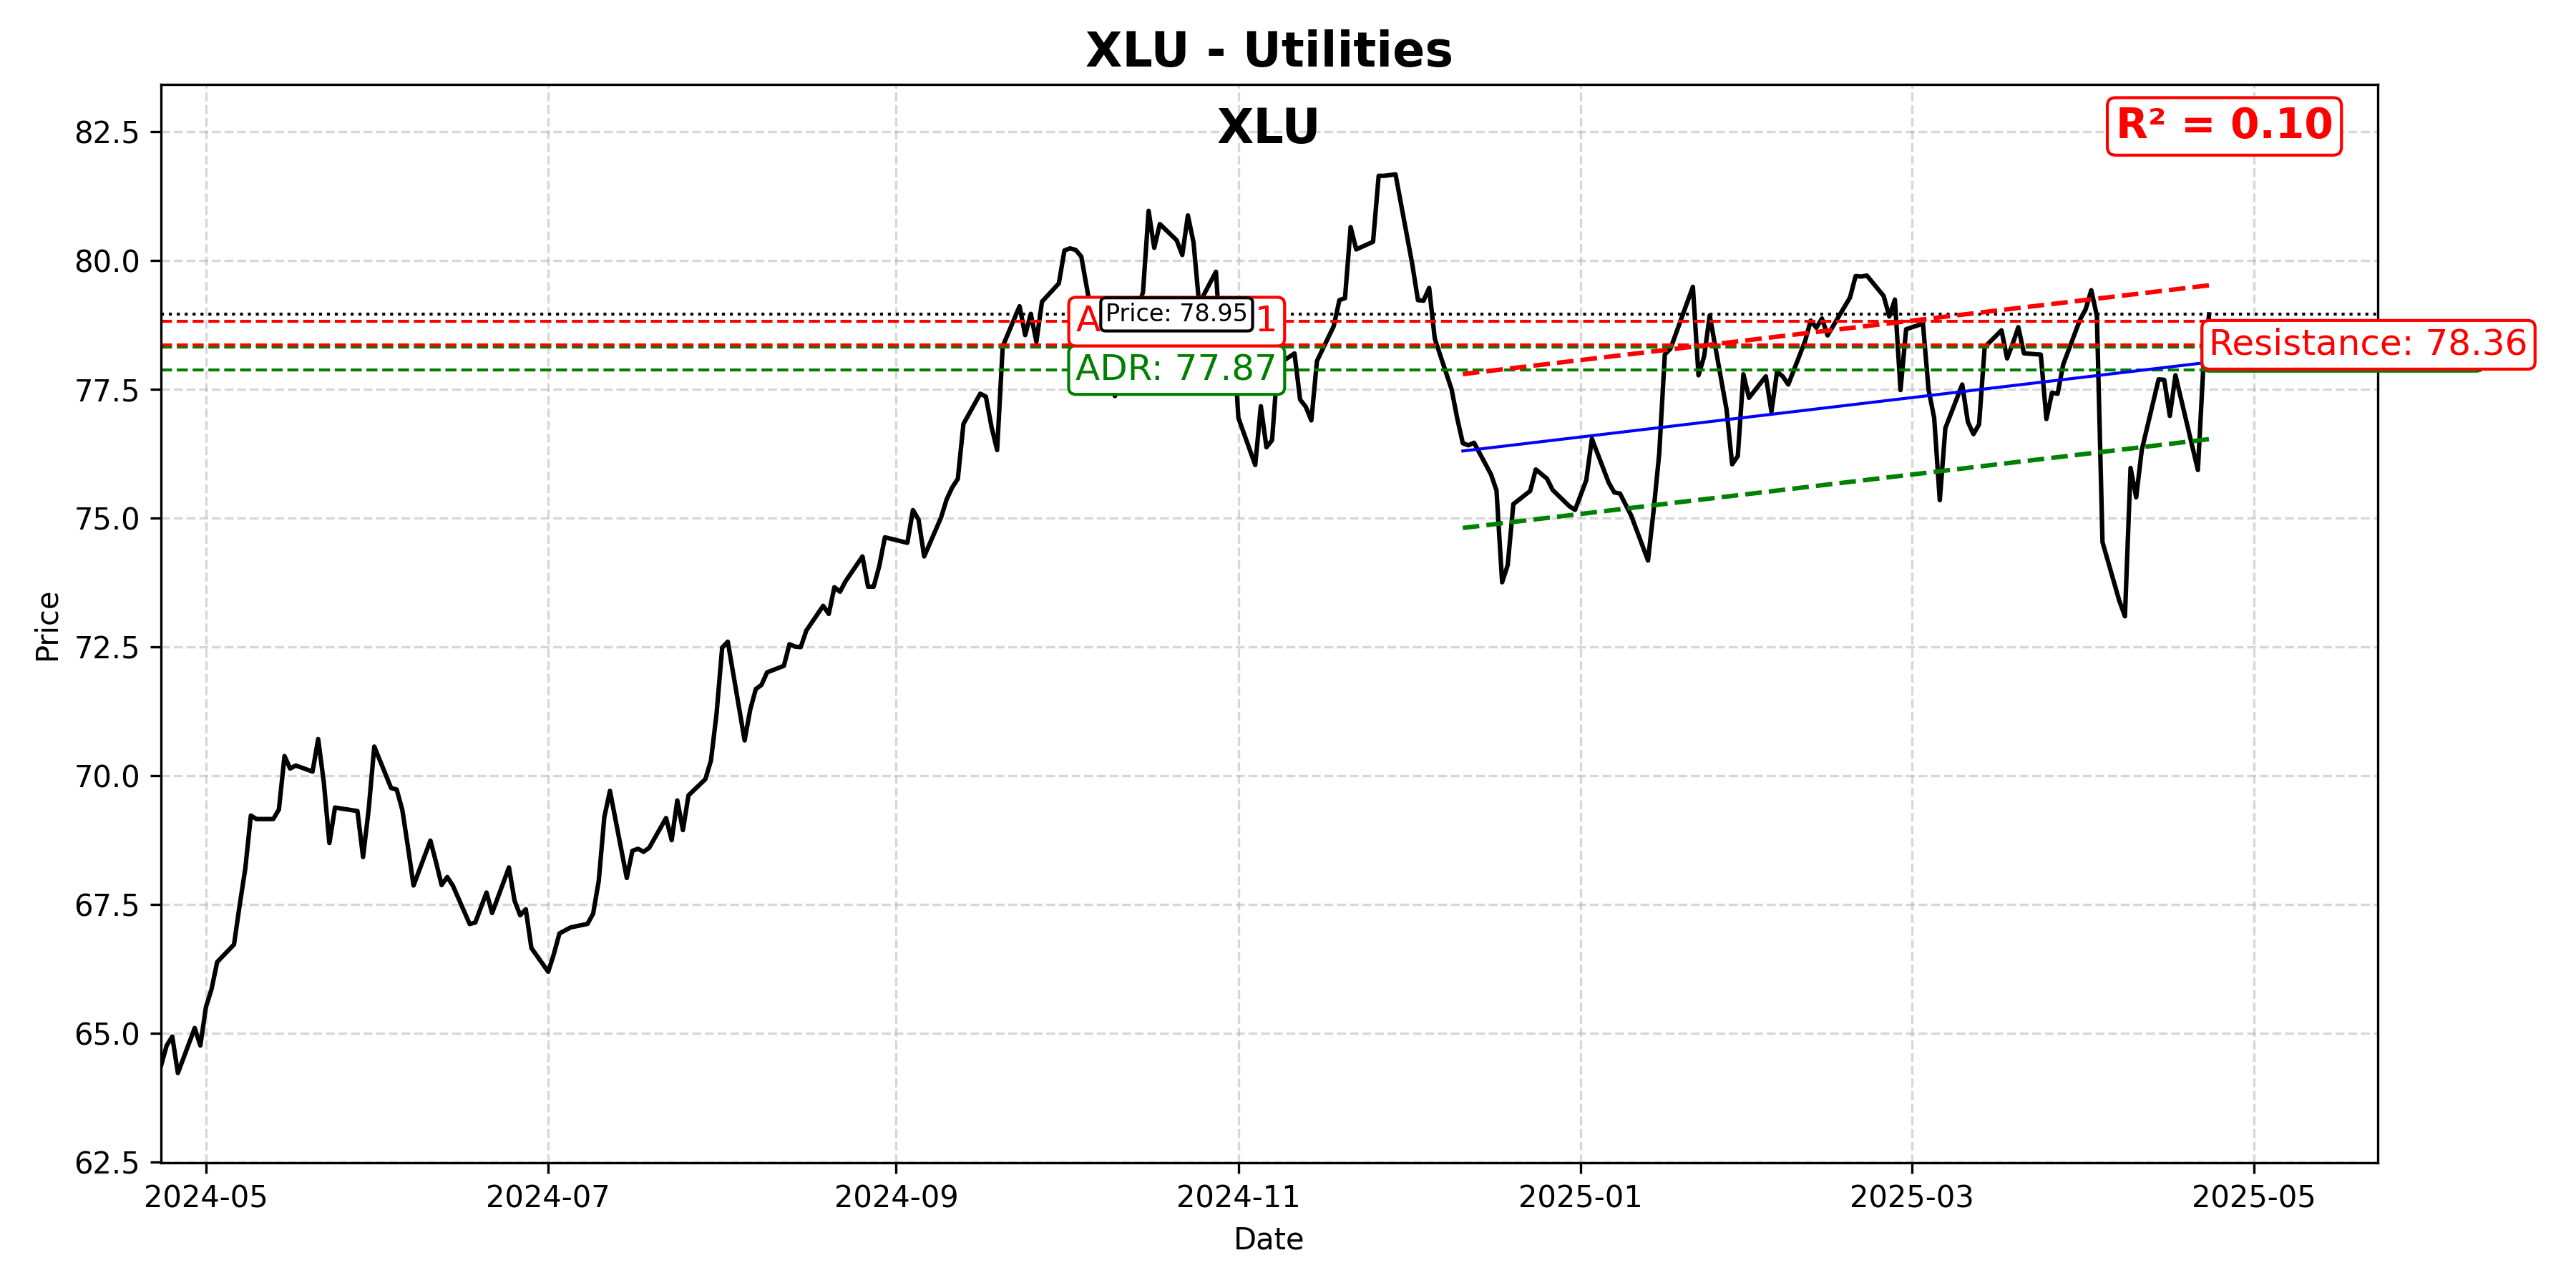 XLU - Utilities
XLU
R² = 0.10
82.5
80.0
77.5
75.0
72.5
70.0
67.5
65.0
62.5
Price
Price: 78.95
ADR: 77.87
Resistance: 78.36
2024-05
2024-07
2024-09
2024-11
2025-01
2025-03
2025-05
Date